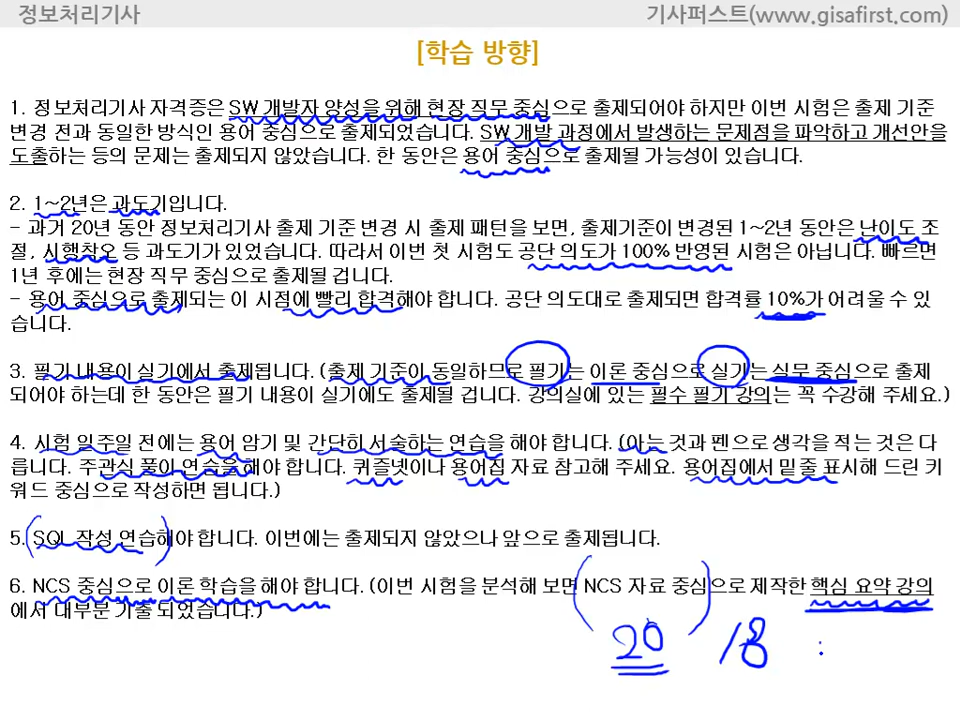 정보처리기사
기사퍼스트(www.gisafirst.com)
[학습 방향]
1. 정보처리기사 자격증은 SW 개발자 양성을 위해 현장 직무 중심으로 출제되어야 하지만 이번 시험은 출제 기준
변경 전과 동일한 방식인 용어 중심으로 출제되었습니다. SW 개발 과정에서 발생하는 문제점을 파악하고 개선안을
도출하는 등의 문제는 출제되지 않았습니다. 한 동안은 용어 중심으로 출제될 가능성이 있습니다.
2. 1~2년은 과도기입니다.
- 과거 20년 동안 정보처리기사 출제 기준 변경 시 출제 패턴을 보면, 출제기준이 변경된 1~2년 동안은 난이도 조
절, 시행착오 등 과도기가 있었습니다. 따라서 이번 첫 시험도 공단 의도가 100% 반영된 시험은 아닙니다. 빠르면
1년 후에는 현장 직무 중심으로 출제될 겁니다.
- 용어 중심으로 출제되는 이 시점에 빨리 합격해야 합니다. 공단 의도대로 출제되면 합격률 10%가 어려울 수 있
습니다.
3. 필기 내용이 실기에서 출제됩니다. (출제 기준이 동일하므로 필기는 이론 중심으로 실기는 실무 중심으로 출제
되어야 하는데 한 동안은 필기 내용이 실기에도 출제될 겁니다. 강의실에 있는 필수 필기 강의는 꼭 수강해 주세요.)
4. 시험 일주일 전에는 용어 암기 및 간단히 서술하는 연습을 해야 합니다. (아는 것과 펜으로 생각을 적는 것은 다
릅니다. 주관식 풀이 연습을 해야 합니다. 퀴즐넷이나 용어집 자료 참고해 주세요. 용어집에서 밑줄 표시해 드린 키
워드 중심으로 작성하면 됩니다.)
5. SQL 작성 연습해야 합니다. 이번에는 출제되지 않았으나 앞으로 출제됩니다.
6. NCS 중심으로 이론 학습을 해야 합니다. (이번 시험을 분석해 보면 NCS 자료 중심으로 제작한 핵심 요약 강의
에서 대부분 기출 되었습니다.)
20